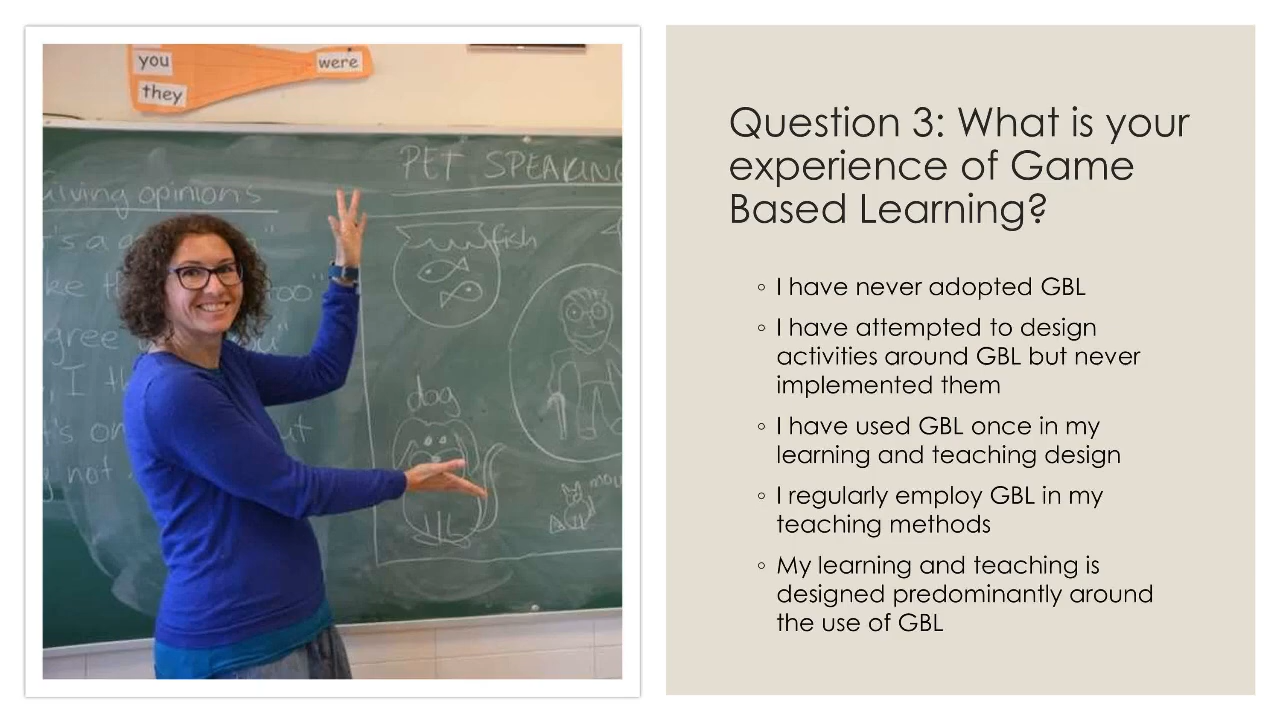 you
were
they
PET SPEAKING
Giving opinions
fish
dog
Question 3: What is your
experience of Game
Based Learning?
◦ I have never adopted GBL
◦ I have attempted to design
activities around GBL but never
implemented them
◦ I have used GBL once in my
learning and teaching design
◦ I regularly employ GBL in my
teaching methods
◦ My learning and teaching is
designed predominantly around
the use of GBL